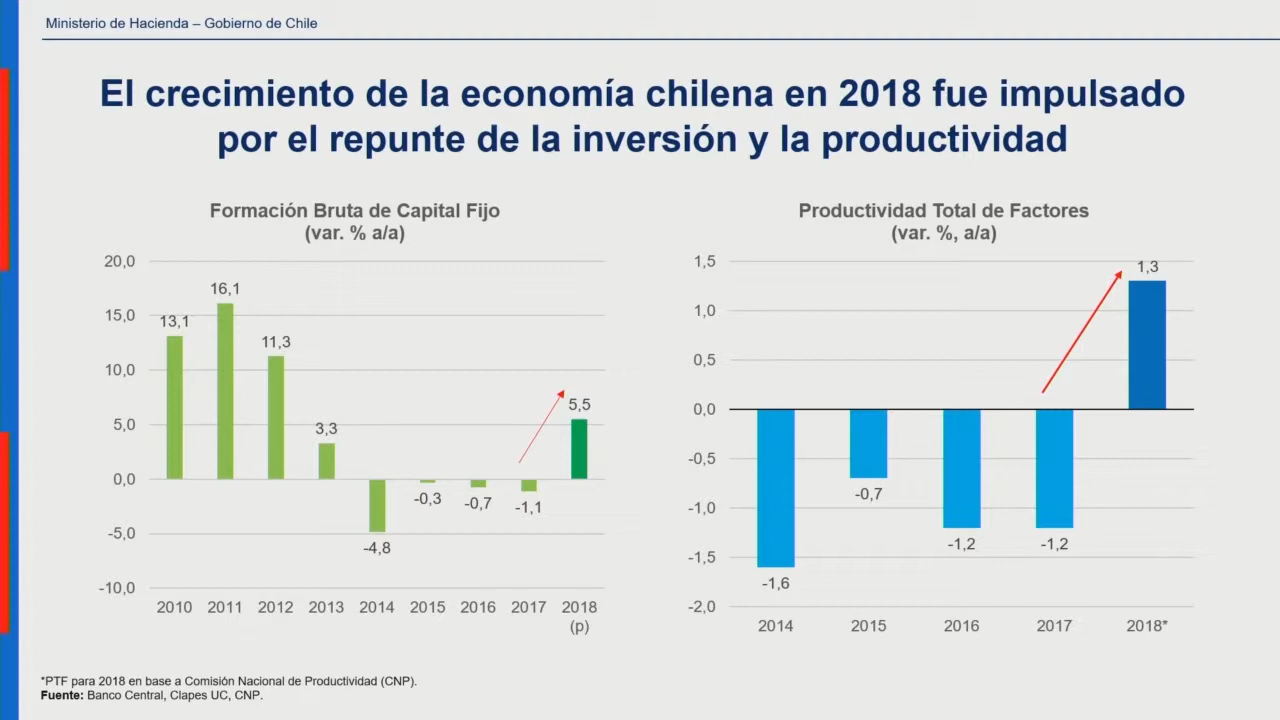 Ministerio de Hacienda – Gobierno de Chile
El crecimiento de la economía chilena en 2018 fue impulsado
por el repunte de la inversión y la productividad
Formación Bruta de Capital Fijo
(var. % a/a)
20,0
15,0
10,0
5,0
0,0
-5,0
-10,0
13,1
16,1
11,3
3,3
-4,8
-0,3
-0,7
-1,1
5,5
2010 2011 2012 2013 2014 2015 2016 2017 2018
(p)
Productividad Total de Factores
(var. %, a/a)
1,5
1,0
0,5
0,0
-0,5
-1,0
-1,5
-2,0
-1,6
-0,7
-1,2
-1,2
1,3
2014 2015 2016 2017 2018*
*PTF para 2018 en base a Comisión Nacional de Productividad (CNP).
Fuente: Banco Central, Clapes UC, CNP.